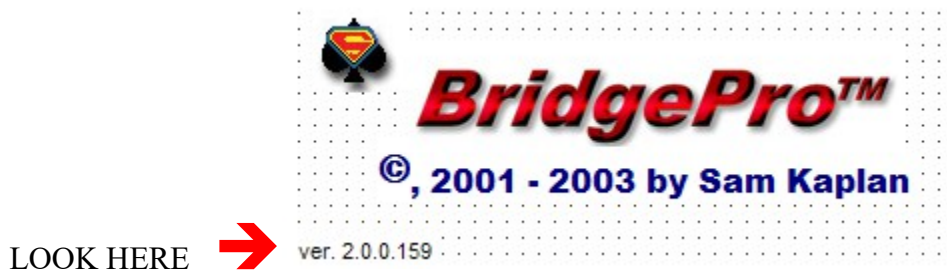 BridgePro™
©, 2001 - 2003 by Sam Kaplan
LOOK HERE
ver. 2.0.0.159